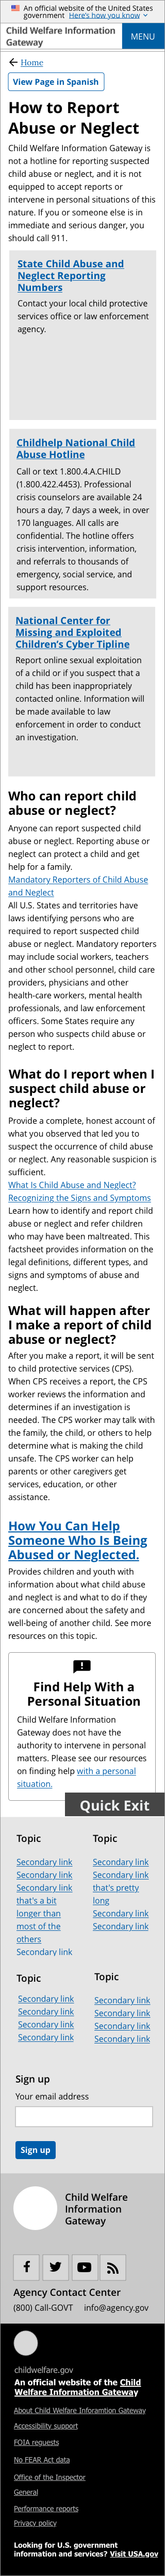 An official website of the United States
government Here's how you know
Child Welfare Information
Gateway
MENU
Home
View Page in Spanish
How to Report
Abuse or Neglect
Child Welfare Information Gateway is
not a hotline for reporting suspected
child abuse or neglect, and it is not
equipped to accept reports or
intervene in personal situations of this
nature. If you or someone else is in
immediate and serious danger, you
should call 911.
State Child Abuse and
Neglect Reporting
Numbers
Contact your local child protective
services office or law enforcement
agency.
Childhelp National Child
Abuse Hotline
Call or text 1.800.4.A.CHILD
(1.800.422.4453). Professional
crisis counselors are available 24
hours a day, 7 days a week, in over
170 languages. All calls are
confidential. The hotline offers
crisis intervention, information,
and referrals to thousands of
emergency, social service, and
support resources.
National Center for
Missing and Exploited
Children's Cyber Tipline
Report online sexual exploitation
of a child or if you suspect that a
child has been inappropriately
contacted online. Information will
be made available to law
enforcement in order to conduct
an investigation.
Who can report child
abuse or neglect?
Anyone can report suspected child
abuse or neglect. Reporting abuse or
neglect can protect a child and get
help for a family.
Mandatory Reporters of Child Abuse
and Neglect
All U.S. States and territories have
laws identifying persons who are
required to report suspected child
abuse or neglect. Mandatory reporters
may include social workers, teachers
and other school personnel, child care
providers, physicians and other
health-care workers, mental health
professionals, and law enforcement
officers. Some States require any
person who suspects child abuse or
neglect to report.
What do I report when I
suspect child abuse or
neglect?
Provide a complete, honest account of
what you observed that led you to
suspect the occurrence of child abuse
or neglect. Any reasonable suspicion is
sufficient.
What Is Child Abuse and Neglect?
Recognizing the Signs and Symptoms
Learn how to identify and report child
abuse or neglect and refer children
who may have been maltreated. This
factsheet provides information on the
legal definitions, different types, and
signs and symptoms of abuse and
neglect.
What will happen after
I make a report of child
abuse or neglect?
After you make a report, it will be sent
to child protective services (CPS).
When CPS receives a report, the CPS
worker reviews the information and
determines if an investigation is
needed. The CPS worker may talk with
the family, the child, or others to help
determine what is making the child
unsafe. The CPS worker can help
parents or other caregivers get
services, education, or other
assistance.
How You Can Help
Someone Who Is Being
Abused or Neglected.
Provides children and youth with
information about what child abuse
and neglect is and what to do if they
are concerned about the safety and
well-being of another child. See more
resources on this topic.
Find Help With a
Personal Situation
Child Welfare Information
Gateway does not have the
authority to intervene in personal
matters. Please see our resources
on finding help with a personal
situation.
Quick Exit
Topic
Secondary link
Secondary link
Secondary link
that's a bit
longer than
most of the
others
Secondary link
Topic
Secondary link
Secondary link
that's pretty
long
Secondary link
Secondary link
Topic
Secondary link
Secondary link
Secondary link
Secondary link
Topic
Secondary link
Secondary link
Secondary link
Secondary link
Sign up
Your email address
Sign up
Child Welfare
Information
Gateway
Agency Contact Center
(800) Call-GOVT info@agency.gov
childwelfare.gov
An official website of the Child
Welfare Information Gateway
About Child Welfare Inforamtion Gateway
Accessibility support
FOIA requests
No FEAR Act data
Office of the Inspector
General
Performance reports
Privacy policy
Looking for U.S. government
information and services? Visit USA.gov